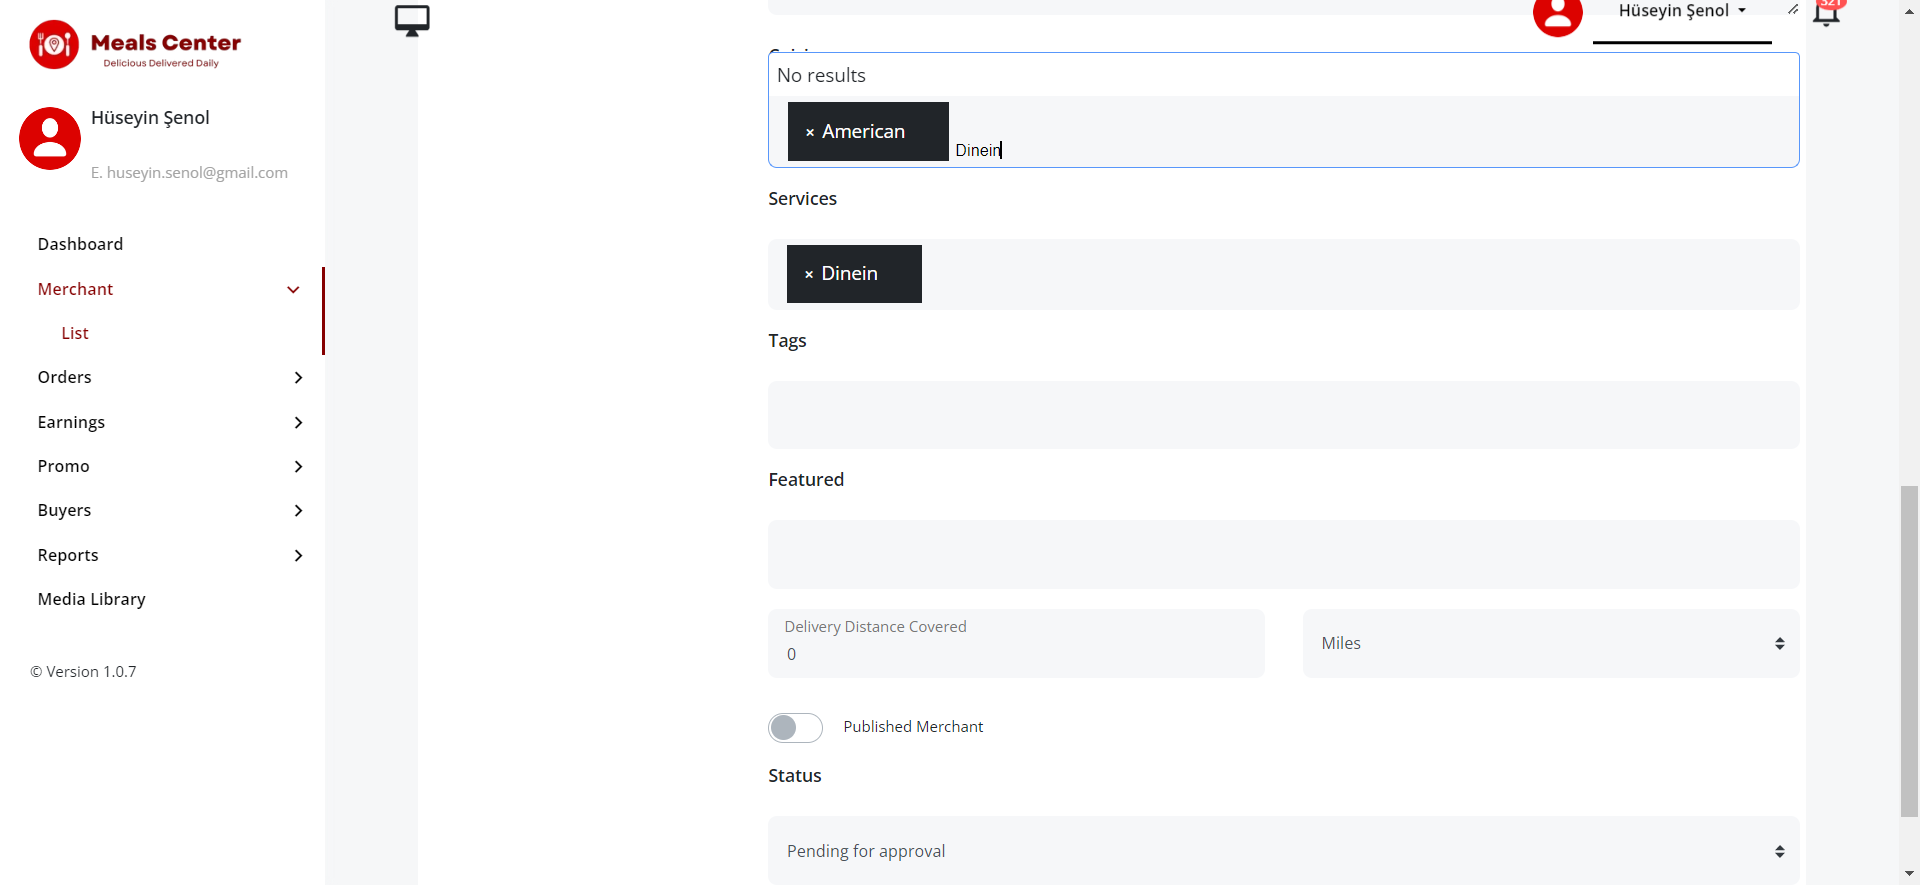 Meals Center
Delicious Delivered Daily
Hüseyin Şenol
E. huseyin.senol@gmail.com
Dashboard
Merchant
List
Orders
Earnings
Promo
Buyers
Reports
Media Library
© Version 1.0.7
Hüseyin Şenol
321
No results
× American
Dinein
Services
× Dinein
Tags
Featured
Delivery Distance Covered
0
Miles
Published Merchant
Status
Pending for approval